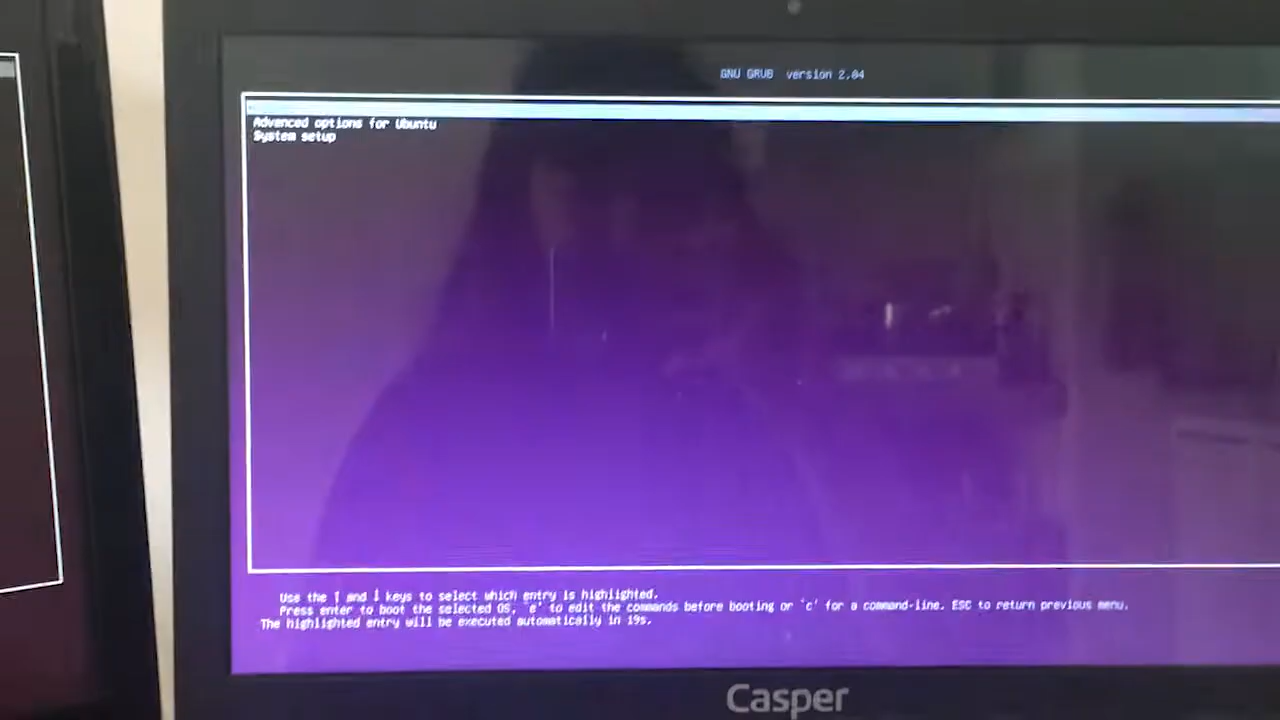 GNU GRUB version 2.04
Advanced options for Ubuntu
System setup
Use the ↑ and ↓ keys to select which entry is highlighted.
Press enter to boot the selected OS, `e' to edit the commands before booting or `c' for a command-line. ESC to return previous menu.
The highlighted entry will be executed automatically in 19s.
Casper